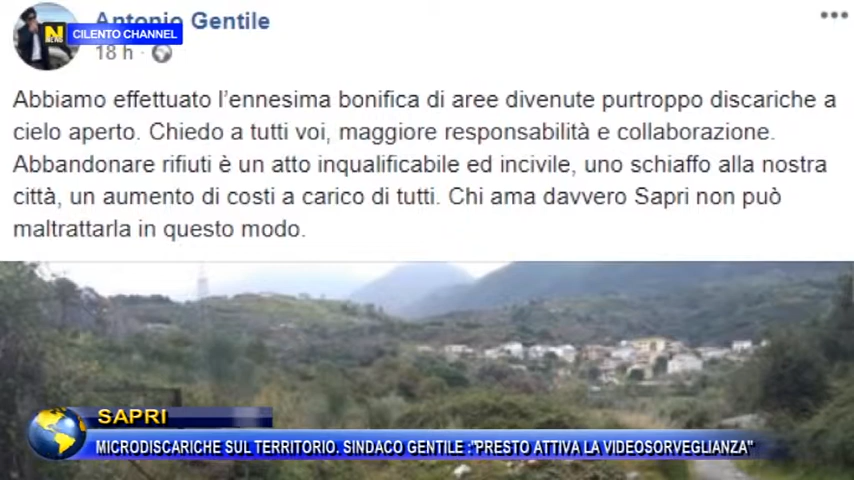 Antonio Gentile
N
NEWS
CILENTO CHANNEL
18 h ·
Abbiamo effettuato l'ennesima bonifica di aree divenute purtroppo discariche a
cielo aperto. Chiedo a tutti voi, maggiore responsabilità e collaborazione.
Abbandonare rifiuti è un atto inqualificabile ed incivile, uno schiaffo alla nostra
città, un aumento di costi a carico di tutti. Chi ama davvero Sapri non può
maltrattarla in questo modo.
SAPRI
MICRODISCARICHE SUL TERRITORIO. SINDACO GENTILE :"PRESTO ATTIVA LA VIDEOSORVEGLIANZA"